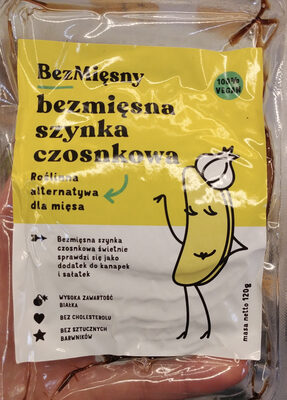 BezMięsny
100%
VEGAN
bezmięsna
szynka
czosnkowa
Roślinna
alternatywa
dla mięsa
Bezmięsna szynka
czosnkowa świetnie
sprawdzi się jako
dodatek do kanapek
i sałatek
WYSOKA ZAWARTOŚĆ
BIAŁKA
BEZ CHOLESTEROLU
BEZ SZTUCZNYCH
BARWNIKÓW
masa netto 120g